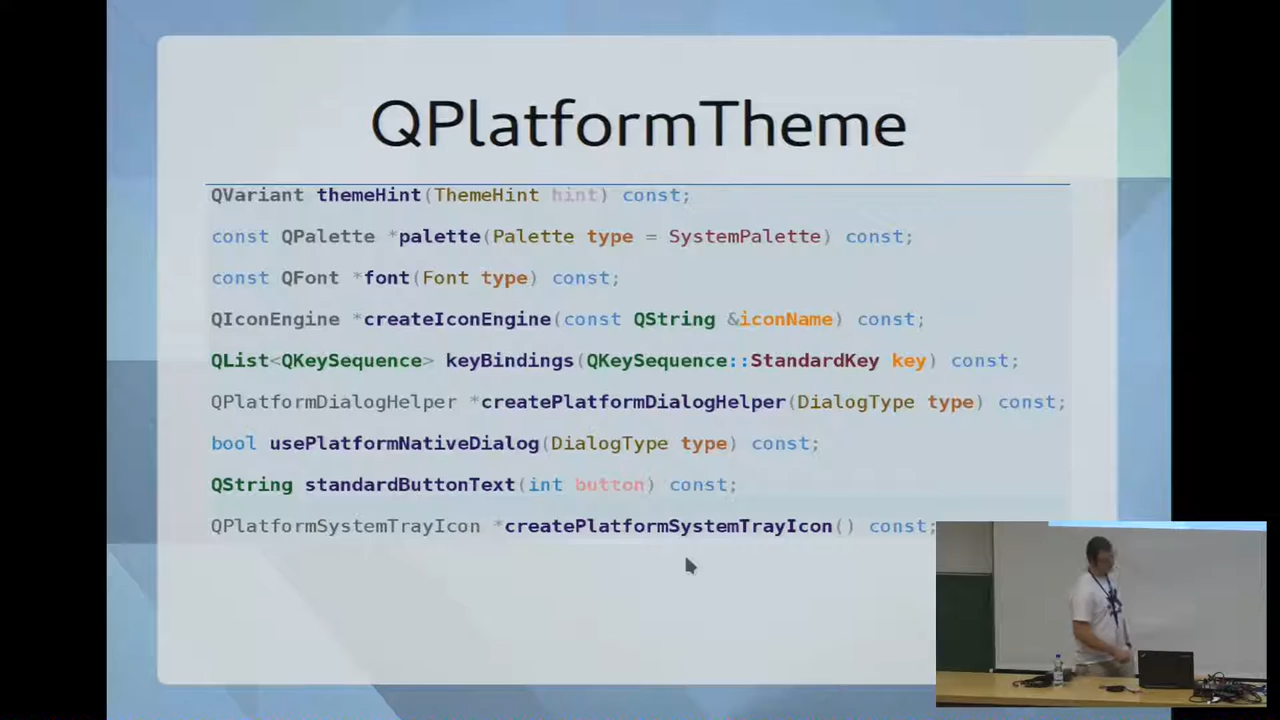 QPlatformTheme
QVariant themeHint(ThemeHint hint) const;
const QPalette *palette(Palette type = SystemPalette) const;
const QFont *font(Font type) const;
QIconEngine *createIconEngine(const QString &iconName) const;
QList<QKeySequence> keyBindings(QKeySequence::StandardKey key) const;
QPlatformDialogHelper *createPlatformDialogHelper(DialogType type) const;
bool usePlatformNativeDialog(DialogType type) const;
QString standardButtonText(int button) const;
QPlatformSystemTrayIcon *createPlatformSystemTrayIcon() const;